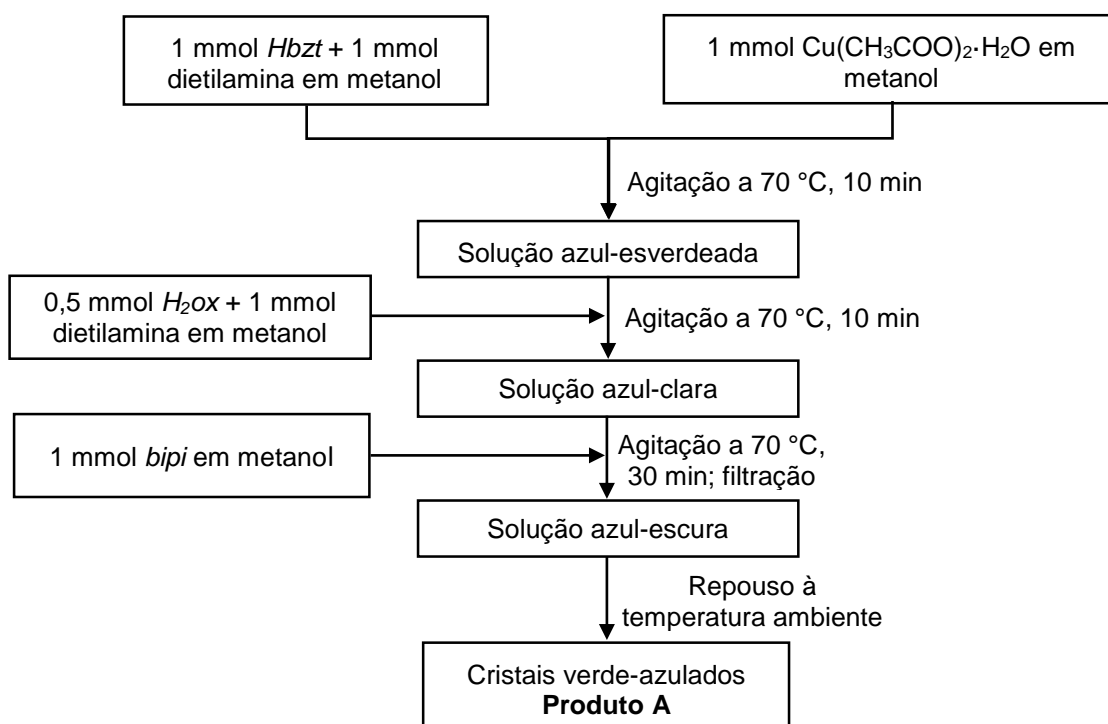 1 mmol Hbzt + 1 mmol
dietilamina em metanol
1 mmol Cu(CH₃COO)₂·H₂O em
metanol
Agitação a 70 °C, 10 min
Solução azul-esverdeada
0,5 mmol H₂ox + 1 mmol
dietilamina em metanol
Agitação a 70 °C, 10 min
Solução azul-clara
1 mmol bipi em metanol
Agitação a 70 °C,
30 min; filtração
Solução azul-escura
Repouso à
temperatura ambiente
Cristais verde-azulados
Produto A